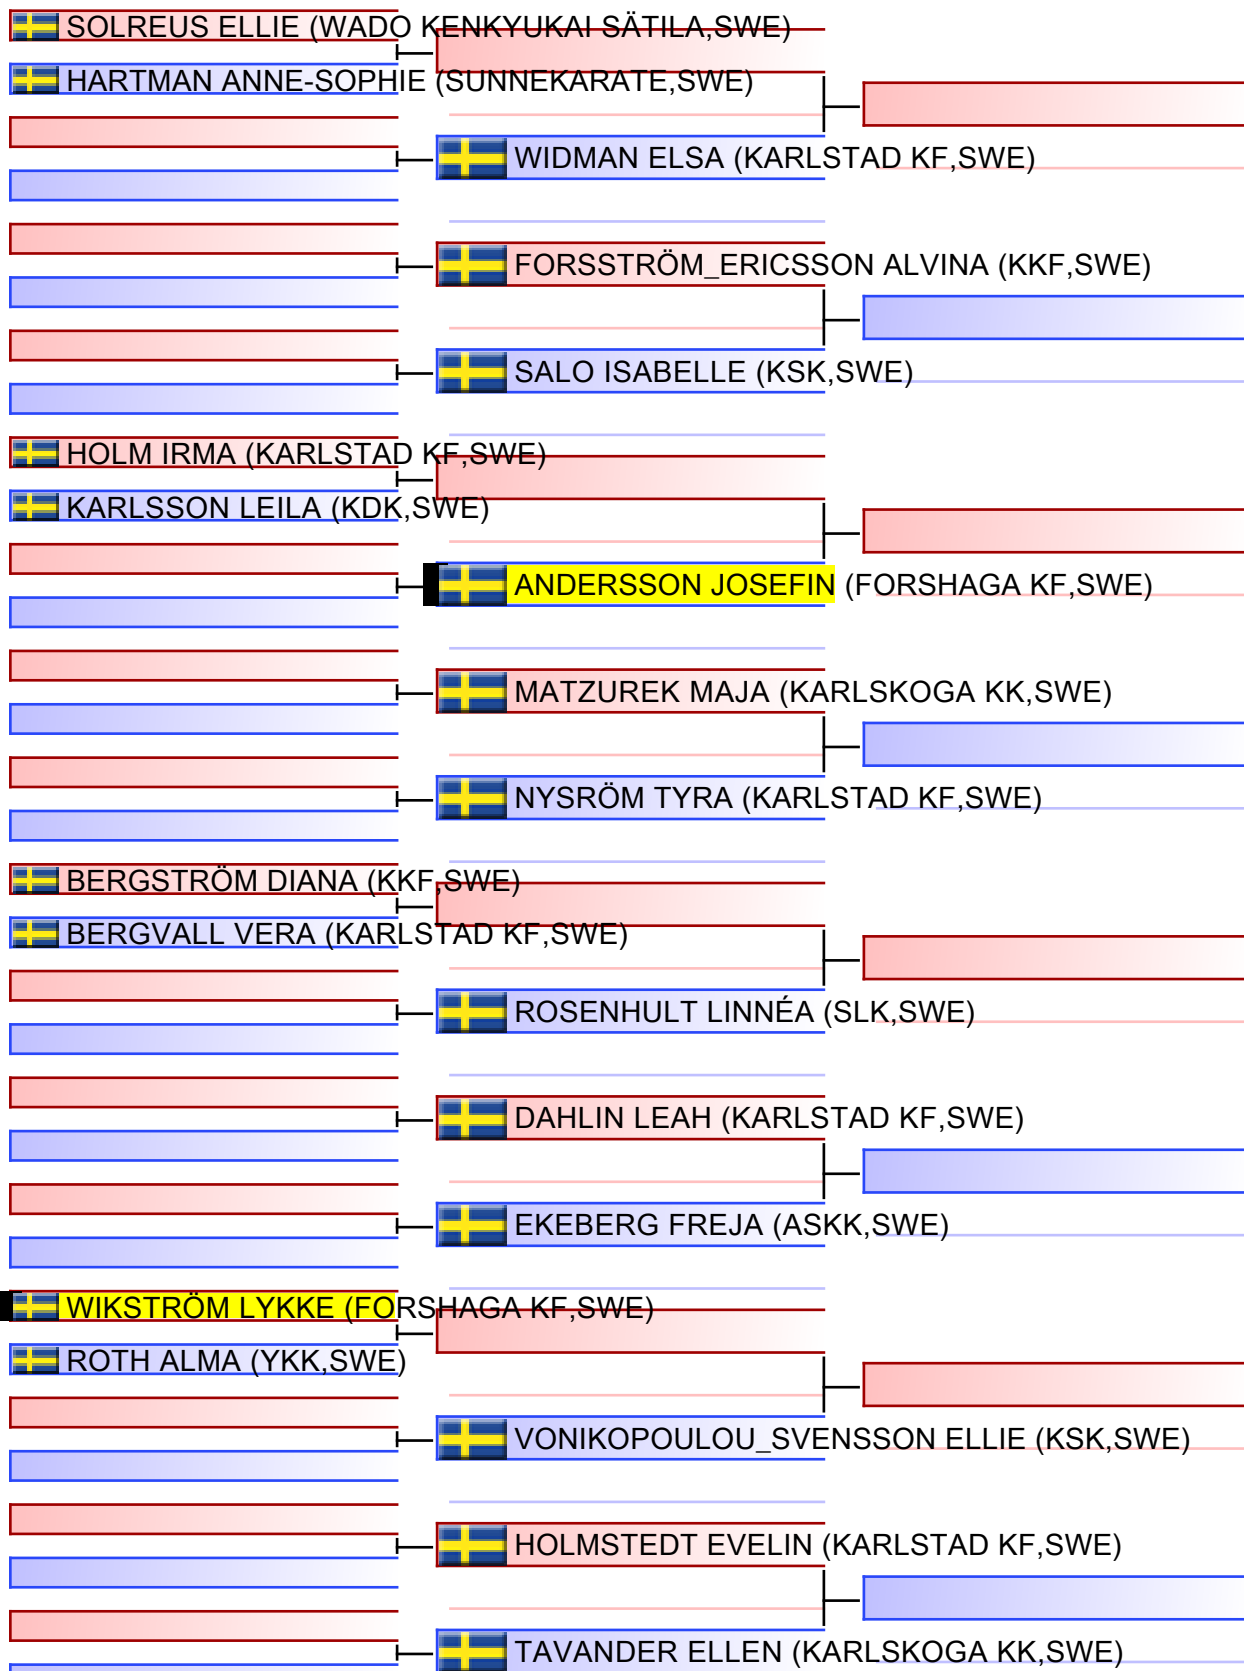 SOLREUS ELLIE (WADO KENKYUKAI SÄTILA,SWE)
HARTMAN ANNE-SOPHIE (SUNNEKARATE,SWE)
WIDMAN ELSA (KARLSTAD KF,SWE)
FORSSTRÖM_ERICSSON ALVINA (KKF,SWE)
SALO ISABELLE (KSK,SWE)
HOLM IRMA (KARLSTAD KF,SWE)
KARLSSON LEILA (KDK,SWE)
ANDERSSON JOSEFIN (FORSHAGA KF,SWE)
MATZUREK MAJA (KARLSKOGA KK,SWE)
NYSRÖM TYRA (KARLSTAD KF,SWE)
BERGSTRÖM DIANA (KKF,SWE)
BERGVALL VERA (KARLSTAD KF,SWE)
ROSENHULT LINNÉA (SLK,SWE)
DAHLIN LEAH (KARLSTAD KF,SWE)
EKEBERG FREJA (ASKK,SWE)
WIKSTRÖM LYKKE (FORSHAGA KF,SWE)
ROTH ALMA (YKK,SWE)
VONIKOPOULOU_SVENSSON ELLIE (KSK,SWE)
HOLMSTEDT EVELIN (KARLSTAD KF,SWE)
TAVANDER ELLEN (KARLSKOGA KK,SWE)